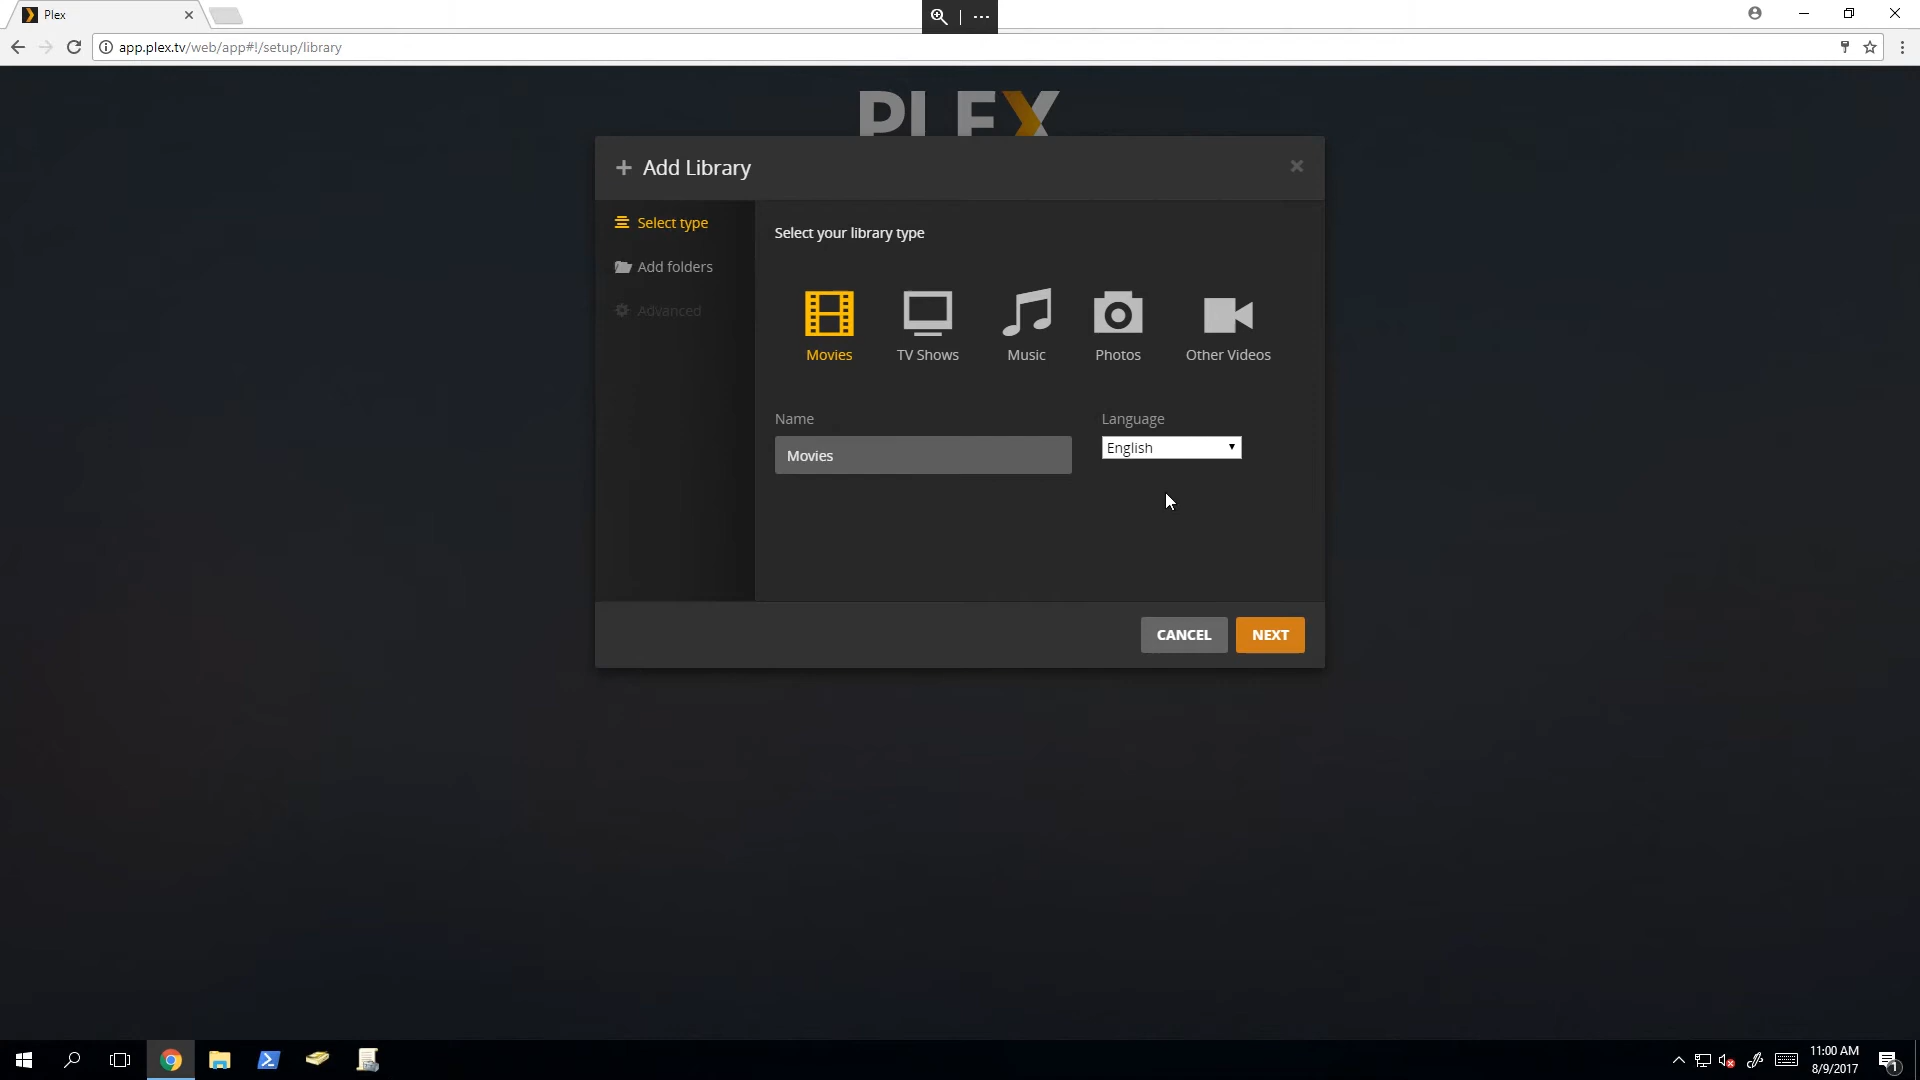 Plex
app.plex.tv/web/app#!/setup/library
PLEX
Add Library
Select type
Add folders
Advanced
Select your library type
Movies
TV Shows
Music
Photos
Other Videos
Name
Language
Movies
English
CANCEL
NEXT
11:00 AM
8/9/2017
1